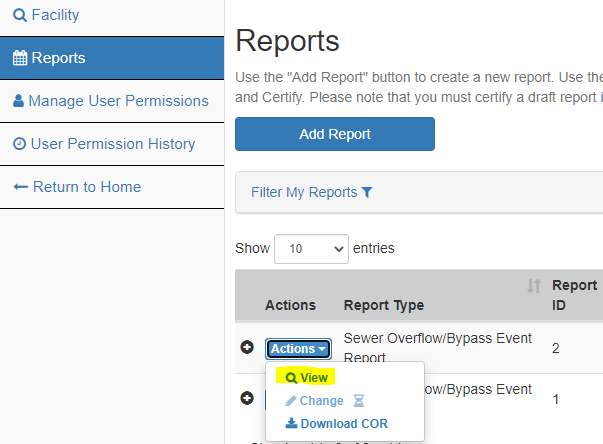 Facility
Reports
Manage User Permissions
User Permission History
Return to Home
Reports
Use the "Add Report" button to create a new report. Use the
and Certify. Please note that you must certify a draft report i
Add Report
Filter My Reports
Show 10 entries
Actions Report Type Report ID
Actions Sewer Overflow/Bypass Event Report 2
View
Change
Download COR
flow/Bypass Event 1